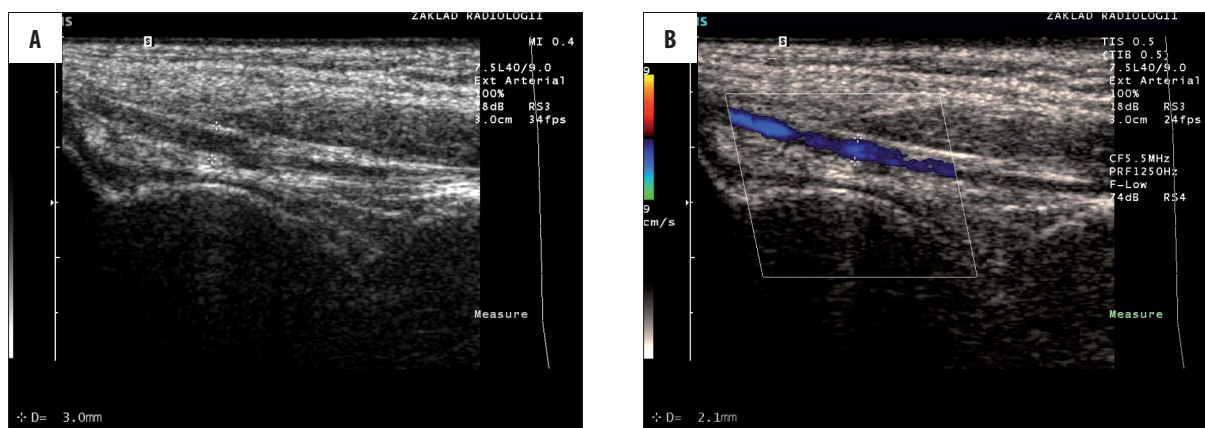 A
IS
ZAKLAD RADIOLOGII
S
MI 0.4
7.5L40/9.0
Ext Arterial
100%
18dB RS3
3.0cm 34fps
Measure
D= 3.0mm
B
IS
ZAKLAD RADIOLOGII
S
TIS 0.5
(TIB 0.5)
7.5L40/9.0
Ext Arterial
100%
18dB RS3
3.0cm 24fps
9
CF5.5MHz
PRF1250Hz
F-Low
74dB RS4
9
cm/s
Measure
D= 2.1mm